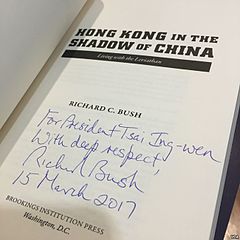 HONG KONG IN THE
SHADOW OF CHINA
Living with the Leviathan
RICHARD C. BUSH
For President Tsai Ing-wen
With deep respect,
Richard Bush
15 March 2017
BROOKINGS INSTITUTION PRESS
Washington, D.C.